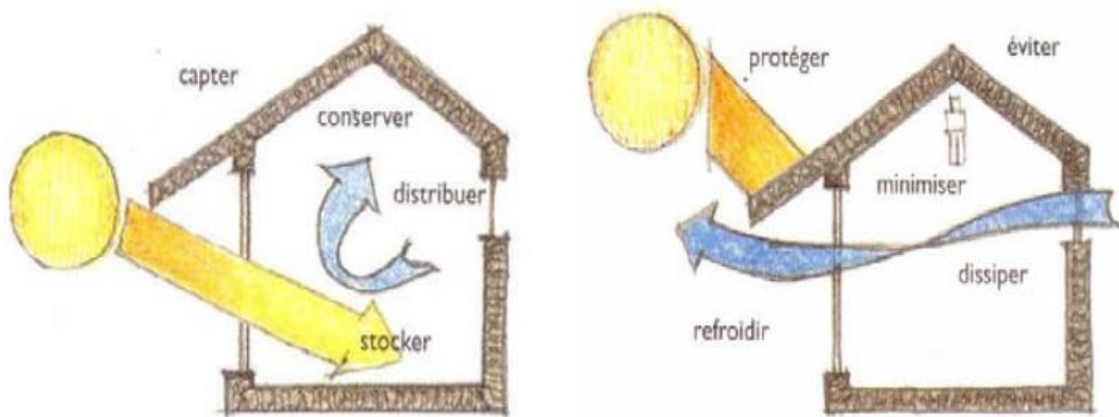 capter
conserver
distribuer
stocker
protéger
éviter
minimiser
dissiper
refroidir